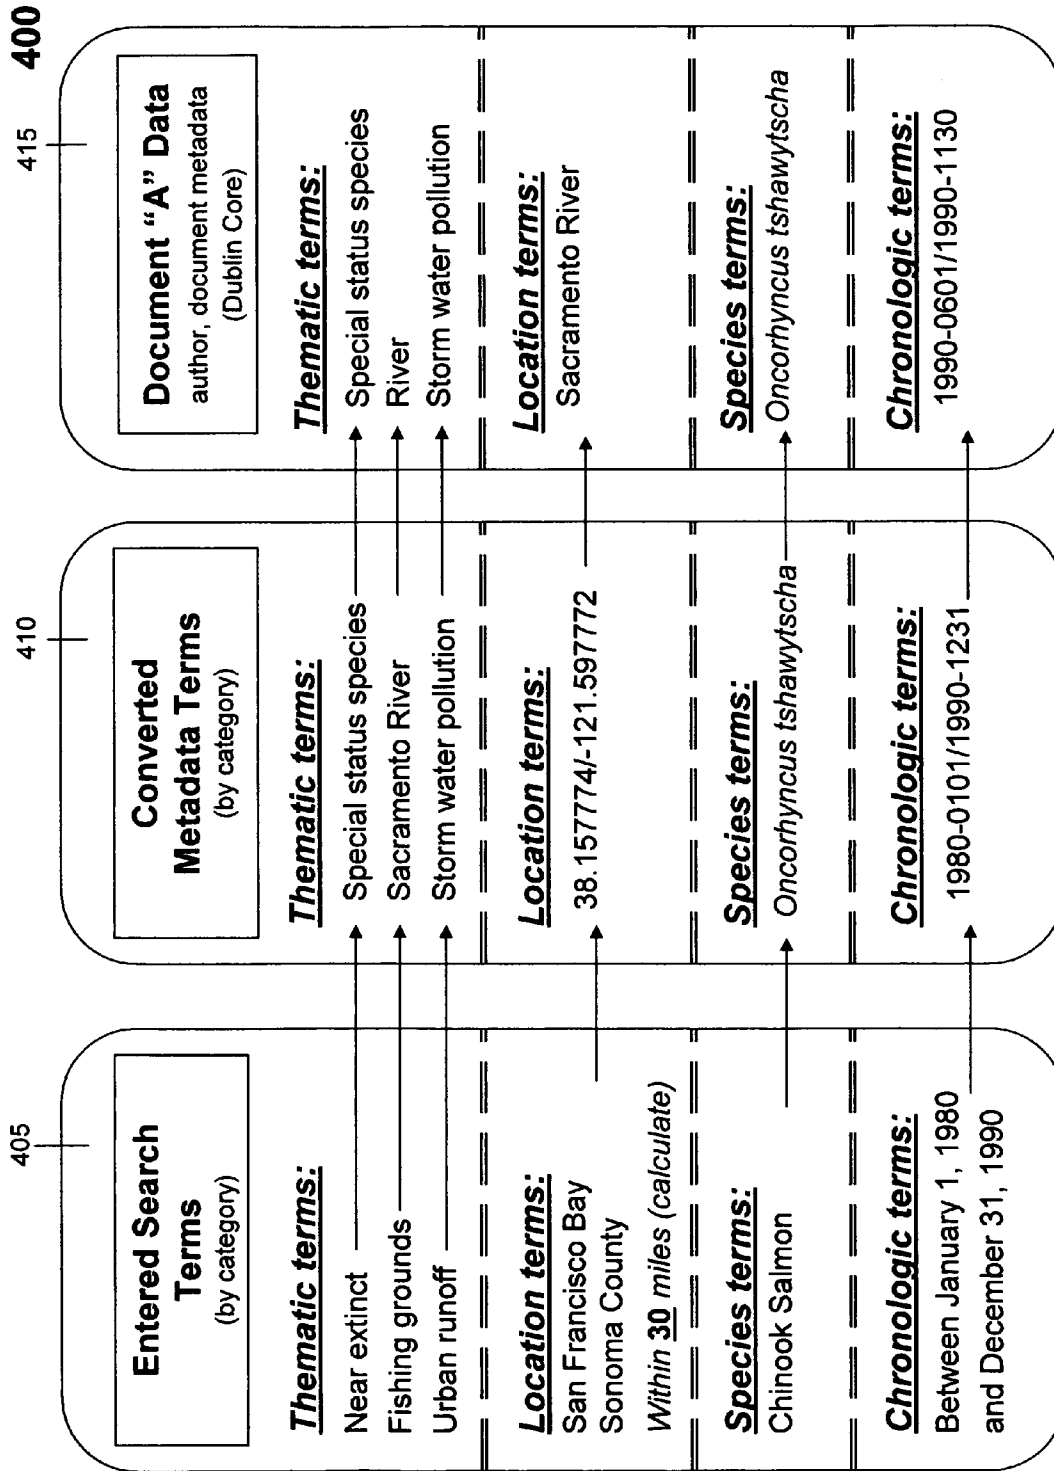 400
405
Entered Search
Terms
(by category)
Thematic terms:
Near extinct
Fishing grounds
Urban runoff
Location terms:
San Francisco Bay
Sonoma County
Within 30 miles (calculate)
Species terms:
Chinook Salmon
Chronologic terms:
Between January 1, 1980
and December 31, 1990
410
Converted
Metadata Terms
(by category)
Thematic terms:
Special status species
Sacramento River
Storm water pollution
Location terms:
38.157774/-121.597772
Species terms:
Oncorhyncus tshawytscha
Chronologic terms:
1980-0101/1990-1231
415
Document “A” Data
author, document metadata
(Dublin Core)
Thematic terms:
Special status species
River
Storm water pollution
Location terms:
Sacramento River
Species terms:
Oncorhyncus tshawytscha
Chronologic terms:
1990-0601/1990-1130